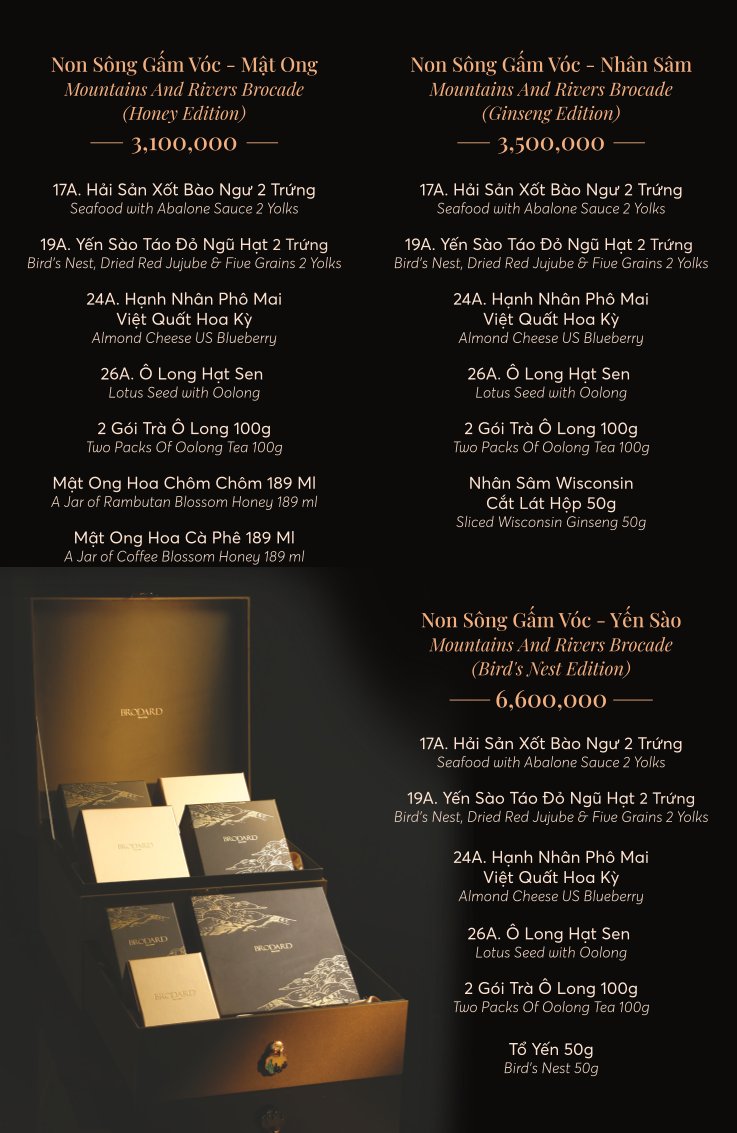 Non Sông Gấm Vóc - Mật Ong
Mountains And Rivers Brocade
(Honey Edition)
3,100,000
17A. Hải Sản Xốt Bào Ngư 2 Trứng
Seafood with Abalone Sauce 2 Yolks
19A. Yến Sào Táo Đỏ Ngũ Hạt 2 Trứng
Bird's Nest, Dried Red Jujube & Five Grains 2 Yolks
24A. Hạnh Nhân Phô Mai
Việt Quất Hoa Kỳ
Almond Cheese US Blueberry
26A. Ô Long Hạt Sen
Lotus Seed with Oolong
2 Gói Trà Ô Long 100g
Two Packs Of Oolong Tea 100g
Mật Ong Hoa Chôm Chôm 189 Ml
A Jar of Rambutan Blossom Honey 189 ml
Mật Ong Hoa Cà Phê 189 Ml
A Jar of Coffee Blossom Honey 189 ml
Non Sông Gấm Vóc - Nhân Sâm
Mountains And Rivers Brocade
(Ginseng Edition)
3,500,000
17A. Hải Sản Xốt Bào Ngư 2 Trứng
Seafood with Abalone Sauce 2 Yolks
19A. Yến Sào Táo Đỏ Ngũ Hạt 2 Trứng
Bird's Nest, Dried Red Jujube & Five Grains 2 Yolks
24A. Hạnh Nhân Phô Mai
Việt Quất Hoa Kỳ
Almond Cheese US Blueberry
26A. Ô Long Hạt Sen
Lotus Seed with Oolong
2 Gói Trà Ô Long 100g
Two Packs Of Oolong Tea 100g
Nhân Sâm Wisconsin
Cắt Lát Hộp 50g
Sliced Wisconsin Ginseng 50g
BRODARD
BRODARD
BRODARD
BRODARD
BRODARD
BRODARD
Non Sông Gấm Vóc - Yến Sào
Mountains And Rivers Brocade
(Bird's Nest Edition)
6,600,000
17A. Hải Sản Xốt Bào Ngư 2 Trứng
Seafood with Abalone Sauce 2 Yolks
19A. Yến Sào Táo Đỏ Ngũ Hạt 2 Trứng
Bird's Nest, Dried Red Jujube & Five Grains 2 Yolks
24A. Hạnh Nhân Phô Mai
Việt Quất Hoa Kỳ
Almond Cheese US Blueberry
26A. Ô Long Hạt Sen
Lotus Seed with Oolong
2 Gói Trà Ô Long 100g
Two Packs Of Oolong Tea 100g
Tổ Yến 50g
Bird's Nest 50g